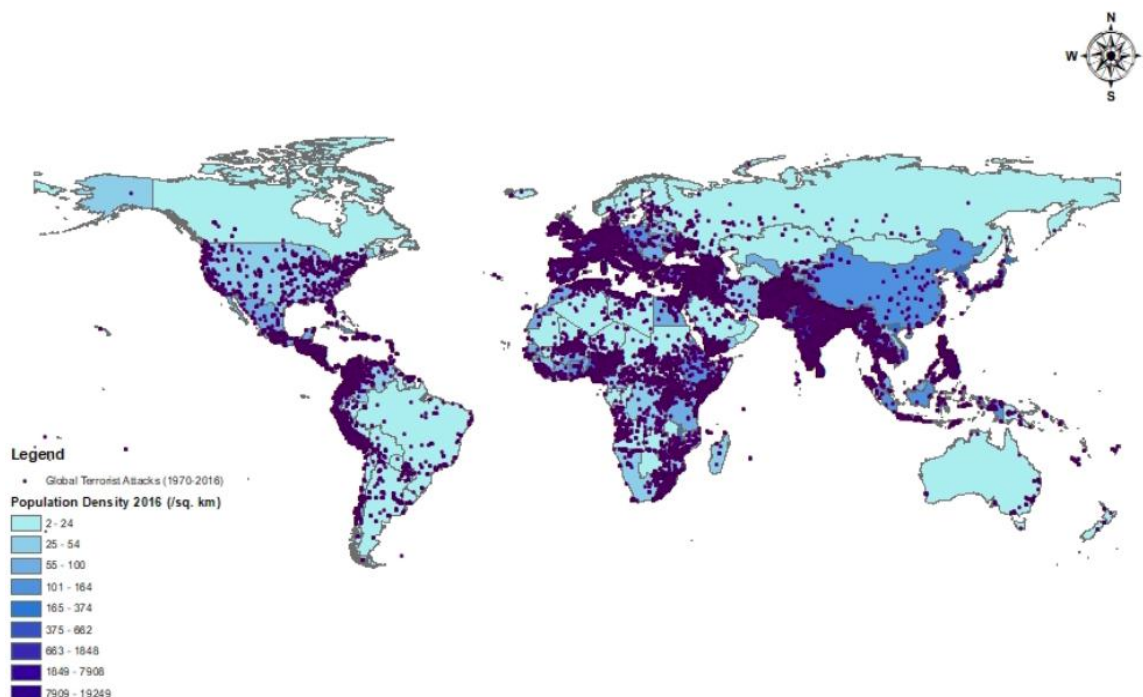 N
W
S
Legend
Global Terrorist Attacks (1970-2016)
Population Density 2016 (/sq. km)
2 - 24
25 - 54
55 - 100
101 - 164
165 - 374
375 - 662
663 - 1848
1849 - 7908
7909 - 19249